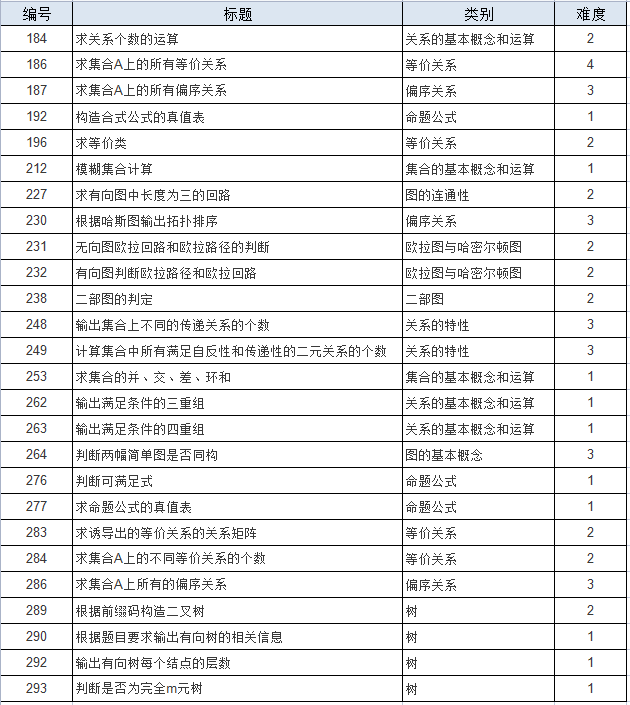 编号 标题 类别 难度
184 求关系个数的运算 关系的基本概念和运算 2
186 求集合A上的所有等价关系 等价关系 4
187 求集合A上的所有偏序关系 偏序关系 3
192 构造合式公式的真值表 命题公式 1
196 求等价类 等价关系 2
212 模糊集合计算 集合的基本概念和运算 1
227 求有向图中长度为三的回路 图的连通性 2
230 根据哈斯图输出拓扑排序 偏序关系 3
231 无向图欧拉回路和欧拉路径的判断 欧拉图与哈密尔顿图 2
232 有向图判断欧拉路径和欧拉回路 欧拉图与哈密尔顿图 2
238 二部图的判定 二部图 2
248 输出集合上不同的传递关系的个数 关系的特性 3
249 计算集合中所有满足自反性和传递性的二元关系的个数 关系的特性 3
253 求集合的并、交、差、环和 集合的基本概念和运算 1
262 输出满足条件的三重组 关系的基本概念和运算 1
263 输出满足条件的四重组 关系的基本概念和运算 1
264 判断两幅简单图是否同构 图的基本概念 3
276 判断可满足式 命题公式 1
277 求命题公式的真值表 命题公式 1
283 求诱导出的等价关系的关系矩阵 等价关系 2
284 求集合A上的不同等价关系的个数 等价关系 2
286 求集合A上所有的偏序关系 偏序关系 3
289 根据前缀码构造二叉树 树 2
290 根据题目要求输出有向树的相关信息 树 1
292 输出有向树每个结点的层数 树 1
293 判断是否为完全m元树 树 1